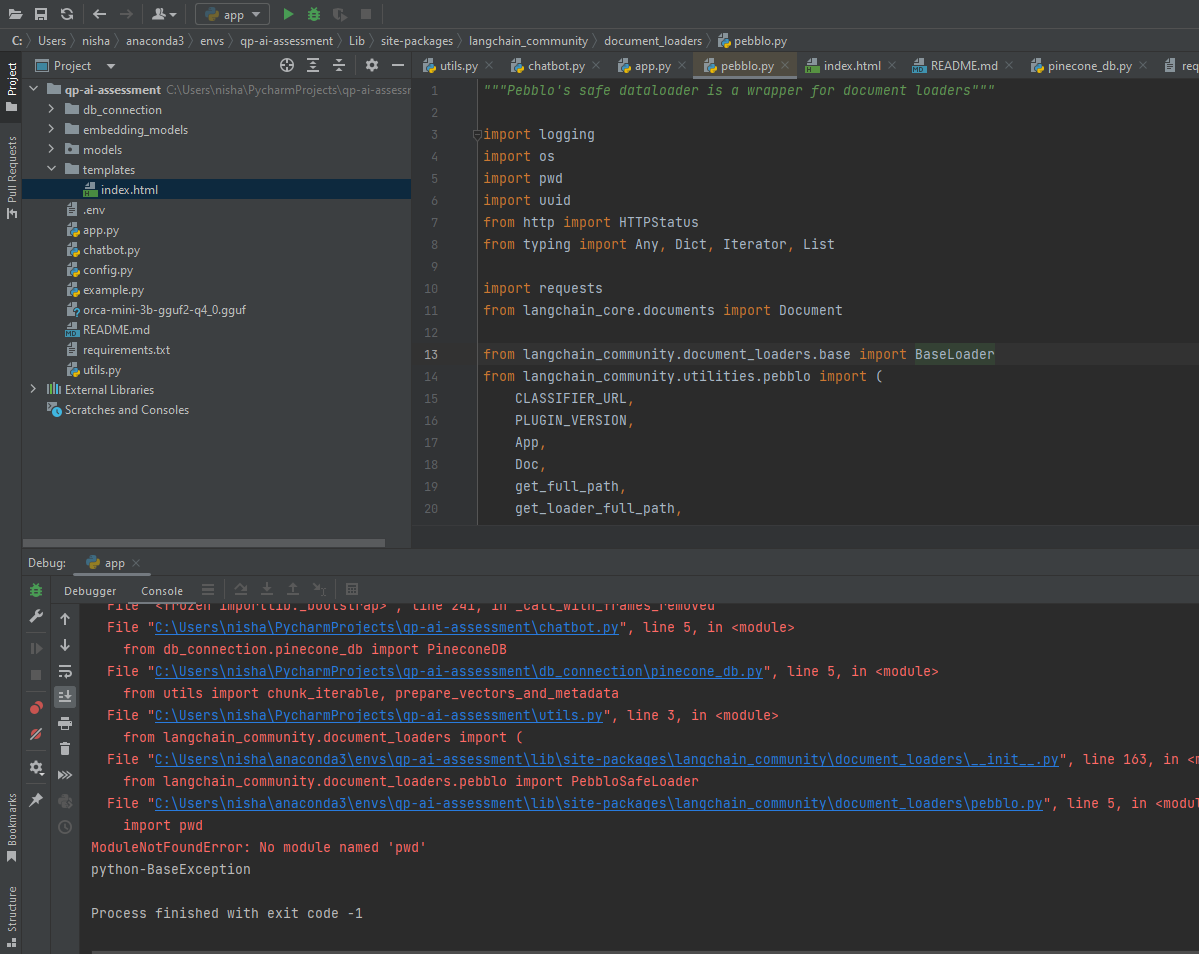 app
C: Users nisha anaconda3 envs qp-ai-assessment Lib site-packages langchain_community document_loaders pebblo.py
Project
utils.py chatbot.py app.py pebblo.py index.html README.md pinecone_db.py req
Project
Pull Requests
qp-ai-assessment C:\Users\nisha\PycharmProjects\qp-ai-assessm
db_connection
embedding_models
models
templates
index.html
.env
app.py
chatbot.py
config.py
example.py
orca-mini-3b-gguf2-q4_0.gguf
README.md
requirements.txt
utils.py
External Libraries
Scratches and Consoles
1 """Pebblo's safe dataloader is a wrapper for document loaders"""
2
3 import logging
4 import os
5 import pwd
6 import uuid
7 from http import HTTPStatus
8 from typing import Any, Dict, Iterator, List
9
10 import requests
11 from langchain_core.documents import Document
12
13 from langchain_community.document_loaders.base import BaseLoader
14 from langchain_community.utilities.pebblo import (
15 CLASSIFIER_URL,
16 PLUGIN_VERSION,
17 App,
18 Doc,
19 get_full_path,
20 get_loader_full_path,
Debug: app
Debugger Console
File "<frozen importlib._bootstrap>", line 241, in _call_with_frames_removed
File "C:\Users\nisha\PycharmProjects\qp-ai-assessment\chatbot.py", line 5, in <module>
from db_connection.pinecone_db import PineconeDB
File "C:\Users\nisha\PycharmProjects\qp-ai-assessment\db_connection\pinecone_db.py", line 5, in <module>
from utils import chunk_iterable, prepare_vectors_and_metadata
File "C:\Users\nisha\PycharmProjects\qp-ai-assessment\utils.py", line 3, in <module>
from langchain_community.document_loaders import (
File "C:\Users\nisha\anaconda3\envs\qp-ai-assessment\lib\site-packages\langchain_community\document_loaders\__init__.py", line 163, in <m
from langchain_community.document_loaders.pebblo import PebbloSafeLoader
File "C:\Users\nisha\anaconda3\envs\qp-ai-assessment\lib\site-packages\langchain_community\document_loaders\pebblo.py", line 5, in <modul
import pwd
ModuleNotFoundError: No module named 'pwd'
python-BaseException
Process finished with exit code -1
Bookmarks
Structure